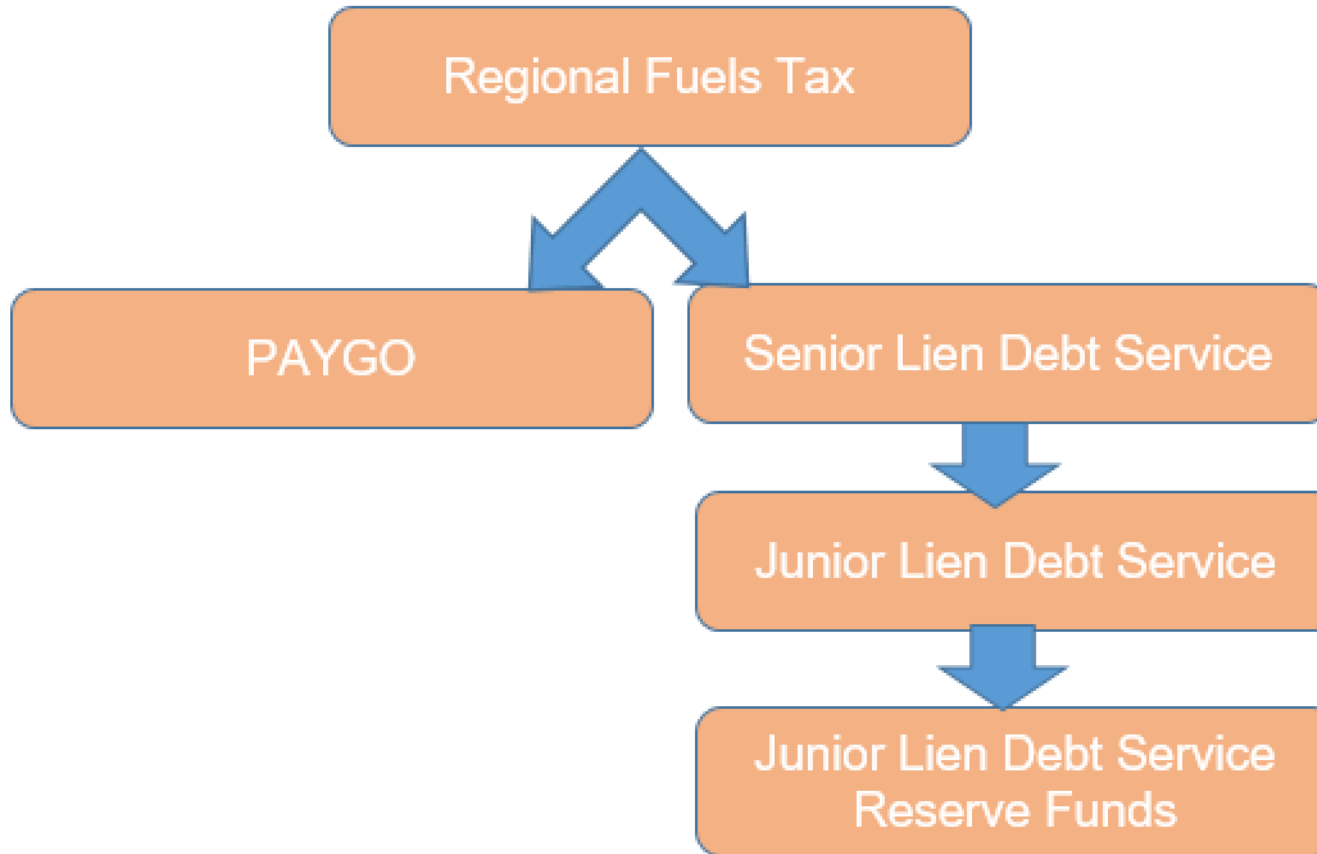 Regional Fuels Tax
PAYGO
Senior Lien Debt Service
Junior Lien Debt Service
Junior Lien Debt Service
Reserve Funds